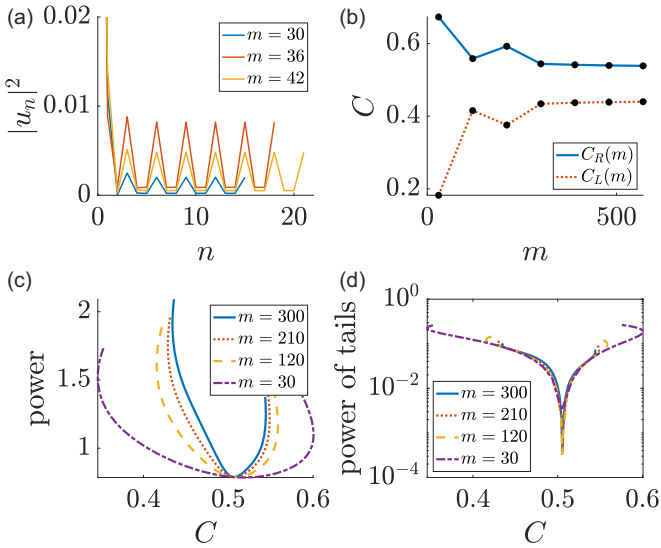 (a)
|u_n|^2
0.02
0.01
0
m = 30
m = 36
m = 42
0
10
20
n
(b)
C
0.6
0.4
0.2
C_R(m)
C_L(m)
0
500
m
(c)
power
2
1.5
1
m = 300
m = 210
m = 120
m = 30
0.4
0.5
0.6
C
(d)
power of tails
10^0
10^-2
10^-4
m = 300
m = 210
m = 120
m = 30
0.4
0.5
0.6
C